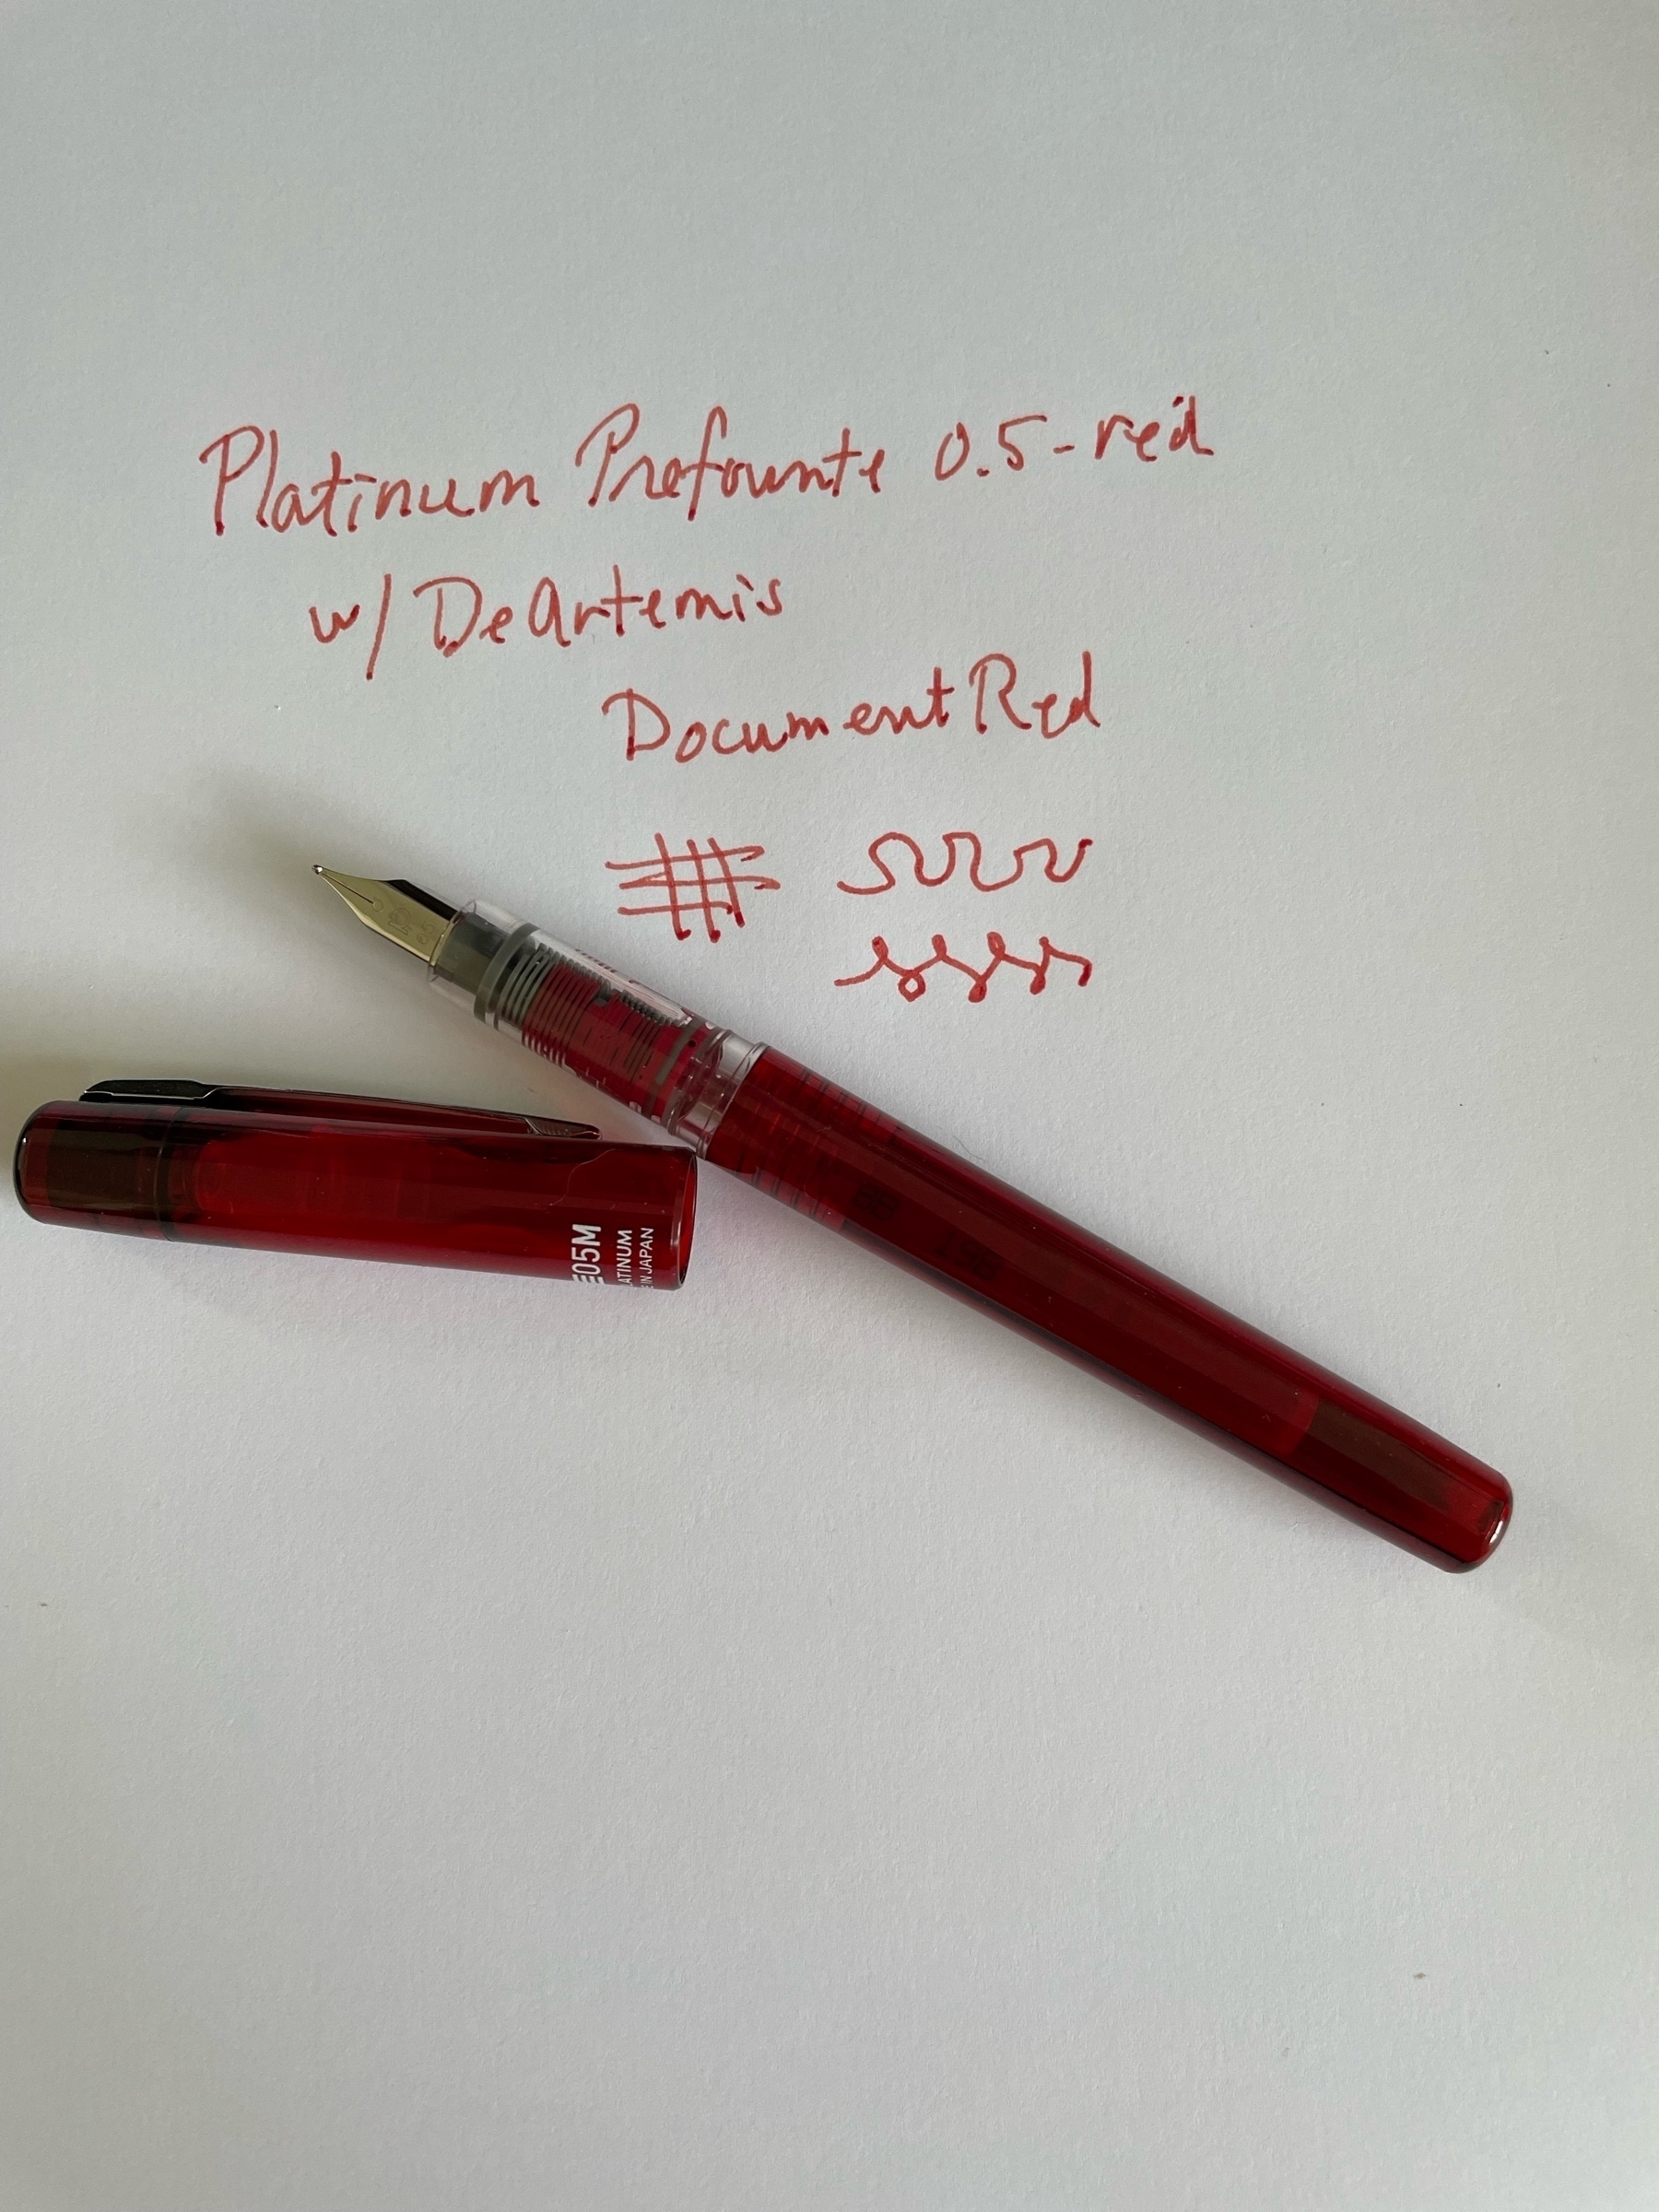 Platinum Prefounte 0.5-red
w/ DeArtemis
Document Red
05M
PLATINUM
IN JAPAN